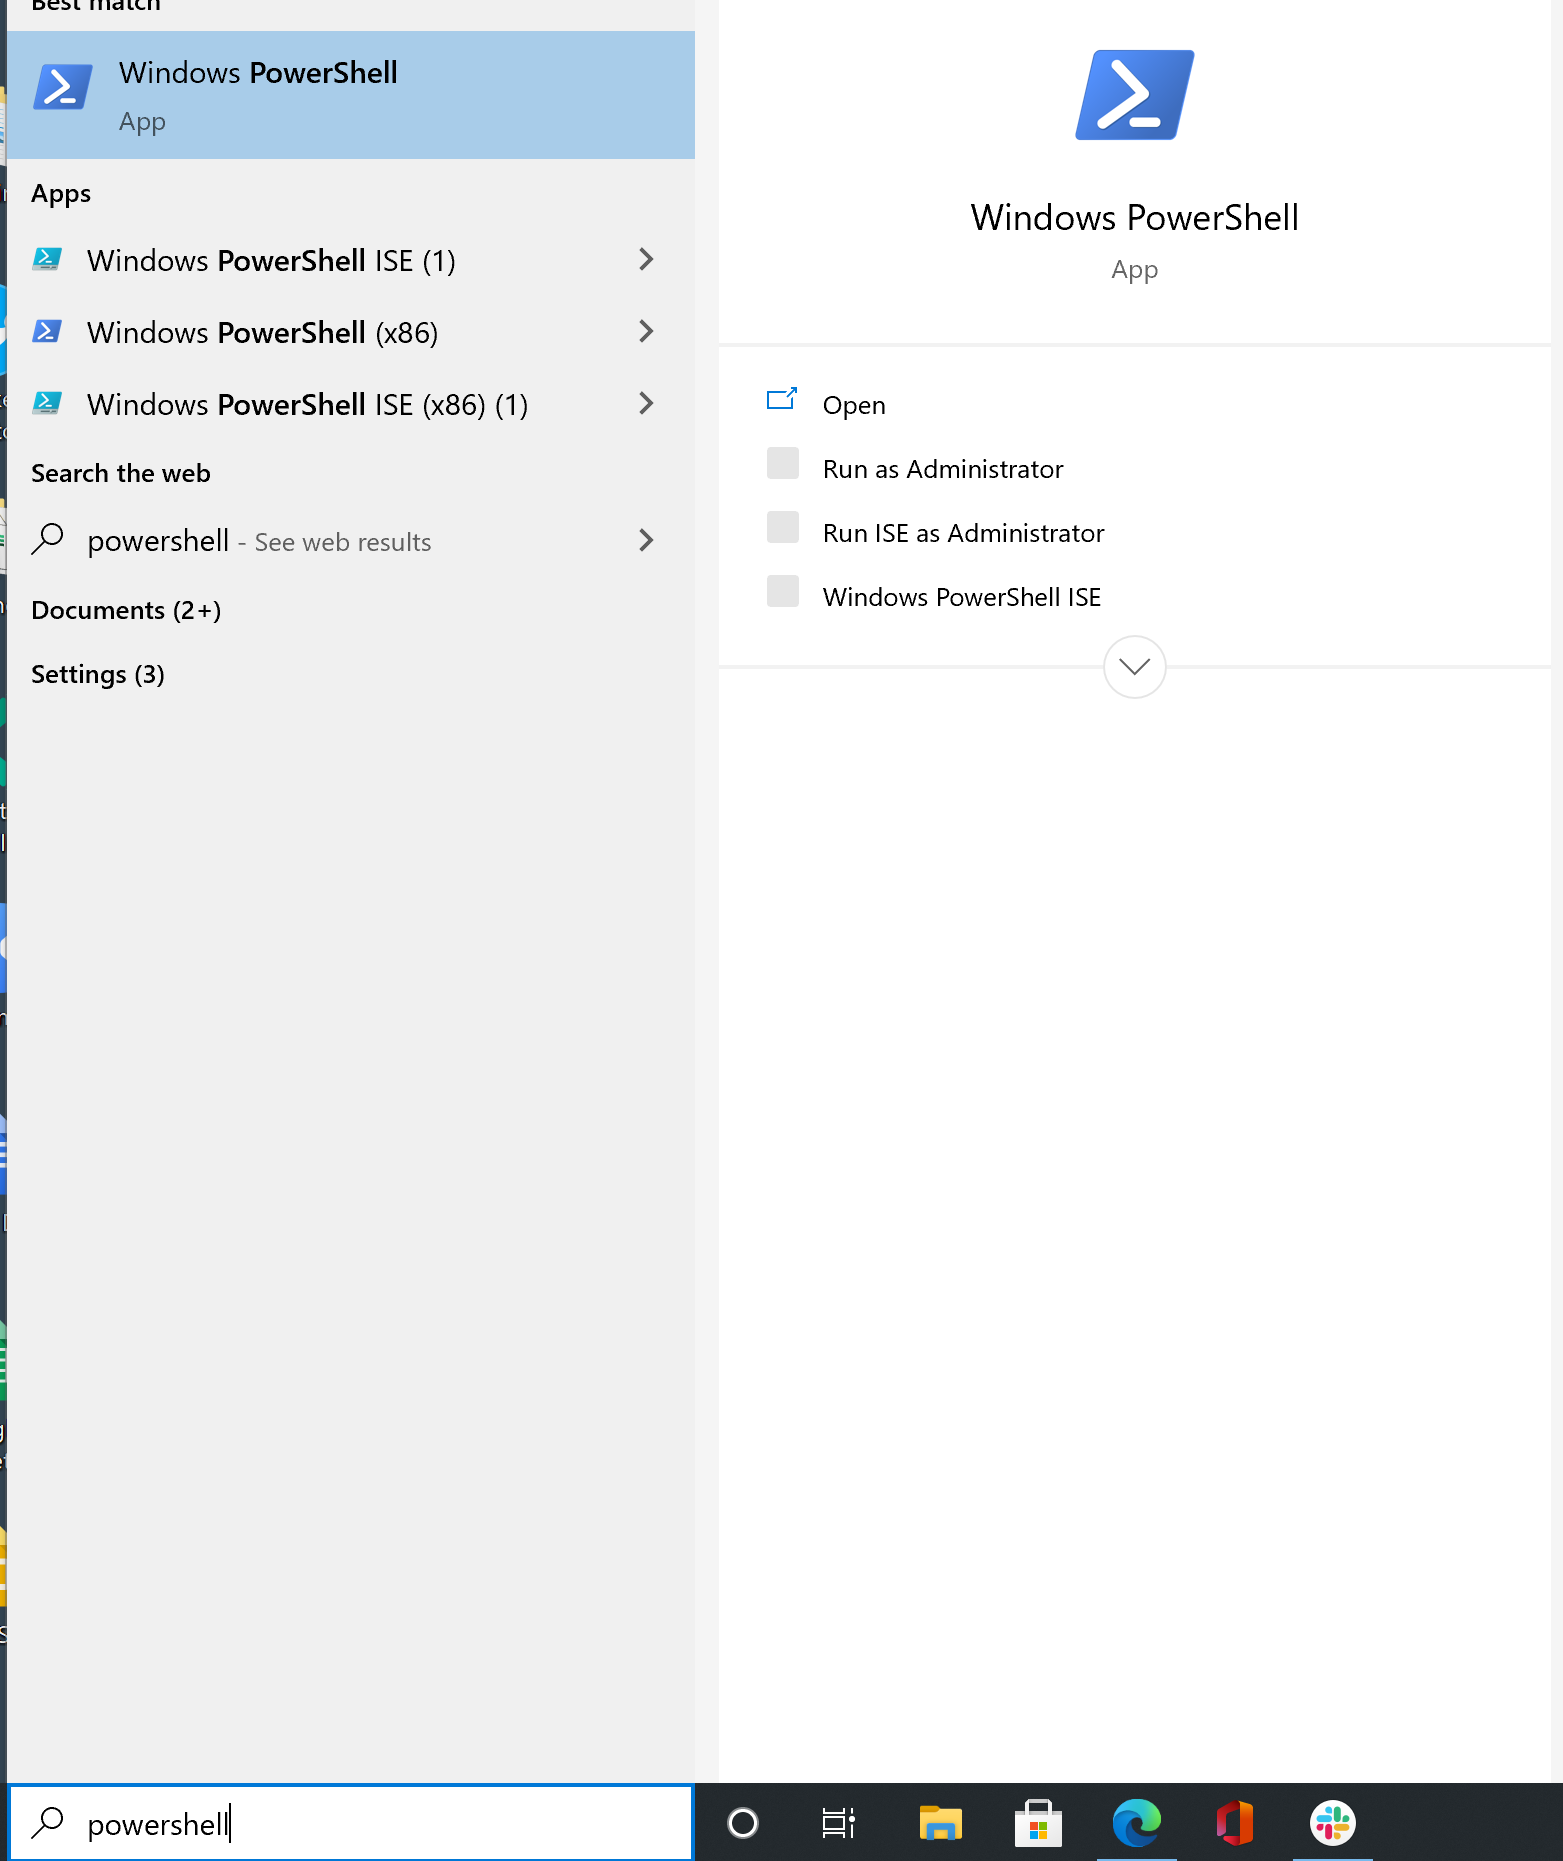 Best match
Windows PowerShell
App
Apps
Windows PowerShell ISE (1)
Windows PowerShell (x86)
Windows PowerShell ISE (x86) (1)
Search the web
powershell - See web results
Documents (2+)
Settings (3)
powershell
Windows PowerShell
App
Open
Run as Administrator
Run ISE as Administrator
Windows PowerShell ISE